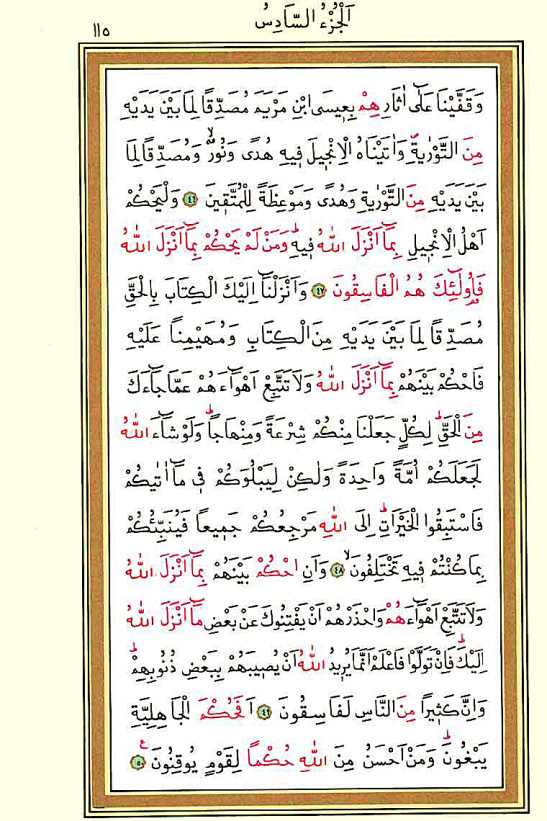 اَلْجُزْءُ السَّادِسُ
١١٥
وَقَفَّيْنَا عَلٰٓى اٰثَارِهِمْ بِعِيسَى ابْنِ مَرْيَمَ مُصَدِّقًا لِمَا بَيْنَ يَدَيْهِ
مِنَ التَّوْرٰيةِۖ وَاٰتَيْنَاهُ الْاِنْجِيلَ فِيهِ هُدًى وَنُورٌۙ وَمُصَدِّقًا لِمَا
بَيْنَ يَدَيْهِ مِنَ التَّوْرٰيةِ وَهُدًى وَمَوْعِظَةً لِلْمُتَّقِينَ ﴿٤٦﴾ وَلْيَحْكُمْ
اَهْلُ الْاِنْجِيلِ بِمَٓا اَنْزَلَ اللّٰهُ فِيهِۜ وَمَنْ لَمْ يَحْكُمْ بِمَٓا اَنْزَلَ اللّٰهُ
فَاُو۬لٰٓئِكَ هُمُ الْفَاسِقُونَ ﴿٤٧﴾ وَاَنْزَلْنَٓا اِلَيْكَ الْكِتَابَ بِالْحَقِّ
مُصَدِّقًا لِمَا بَيْنَ يَدَيْهِ مِنَ الْكِتَابِ وَمُهَيْمِنًا عَلَيْهِ
فَاحْكُمْ بَيْنَهُمْ بِمَٓا اَنْزَلَ اللّٰهُ وَلَا تَتَّبِعْ اَهْوَٓاءَهُمْ عَمَّا جَٓاءَكَ
مِنَ الْحَقِّۜ لِكُلٍّ جَعَلْنَا مِنْكُمْ شِرْعَةً وَمِنْهَاجًاۜ وَلَوْ شَٓاءَ اللّٰهُ
لَجَعَلَكُمْ اُمَّةً وَاحِدَةً وَلٰكِنْ لِيَبْلُوَكُمْ فِي مَٓا اٰتٰيكُمْ
فَاسْتَبِقُوا الْخَيْرَاتِۜ اِلَى اللّٰهِ مَرْجِعُكُمْ جَمِيعًا فَيُنَبِّئُكُمْ
بِمَا كُنْتُمْ فِيهِ تَخْتَلِفُونَۙ ﴿٤٨﴾ وَاَنِ احْكُمْ بَيْنَهُمْ بِمَٓا اَنْزَلَ اللّٰهُ
وَلَا تَتَّبِعْ اَهْوَٓاءَهُمْ وَاحْذَرْهُمْ اَنْ يَفْتِنُوكَ عَنْ بَعْضِ مَٓا اَنْزَلَ اللّٰهُ
اِلَيْكَۜ فَاِنْ تَوَلَّوْا فَاعْلَمْ اَنَّمَا يُرِيدُ اللّٰهُ اَنْ يُصِيبَهُمْ بِبَعْضِ ذُنُوبِهِمْۜ
وَاِنَّ كَثِيرًا مِنَ النَّاسِ لَفَاسِقُونَ ﴿٤٩﴾ اَفَحُكْمَ الْجَاهِلِيَّةِ
يَبْغُونَۜ وَمَنْ اَحْسَنُ مِنَ اللّٰهِ حُكْمًا لِقَوْمٍ يُوقِنُونَ ﴿٥٠﴾ ع